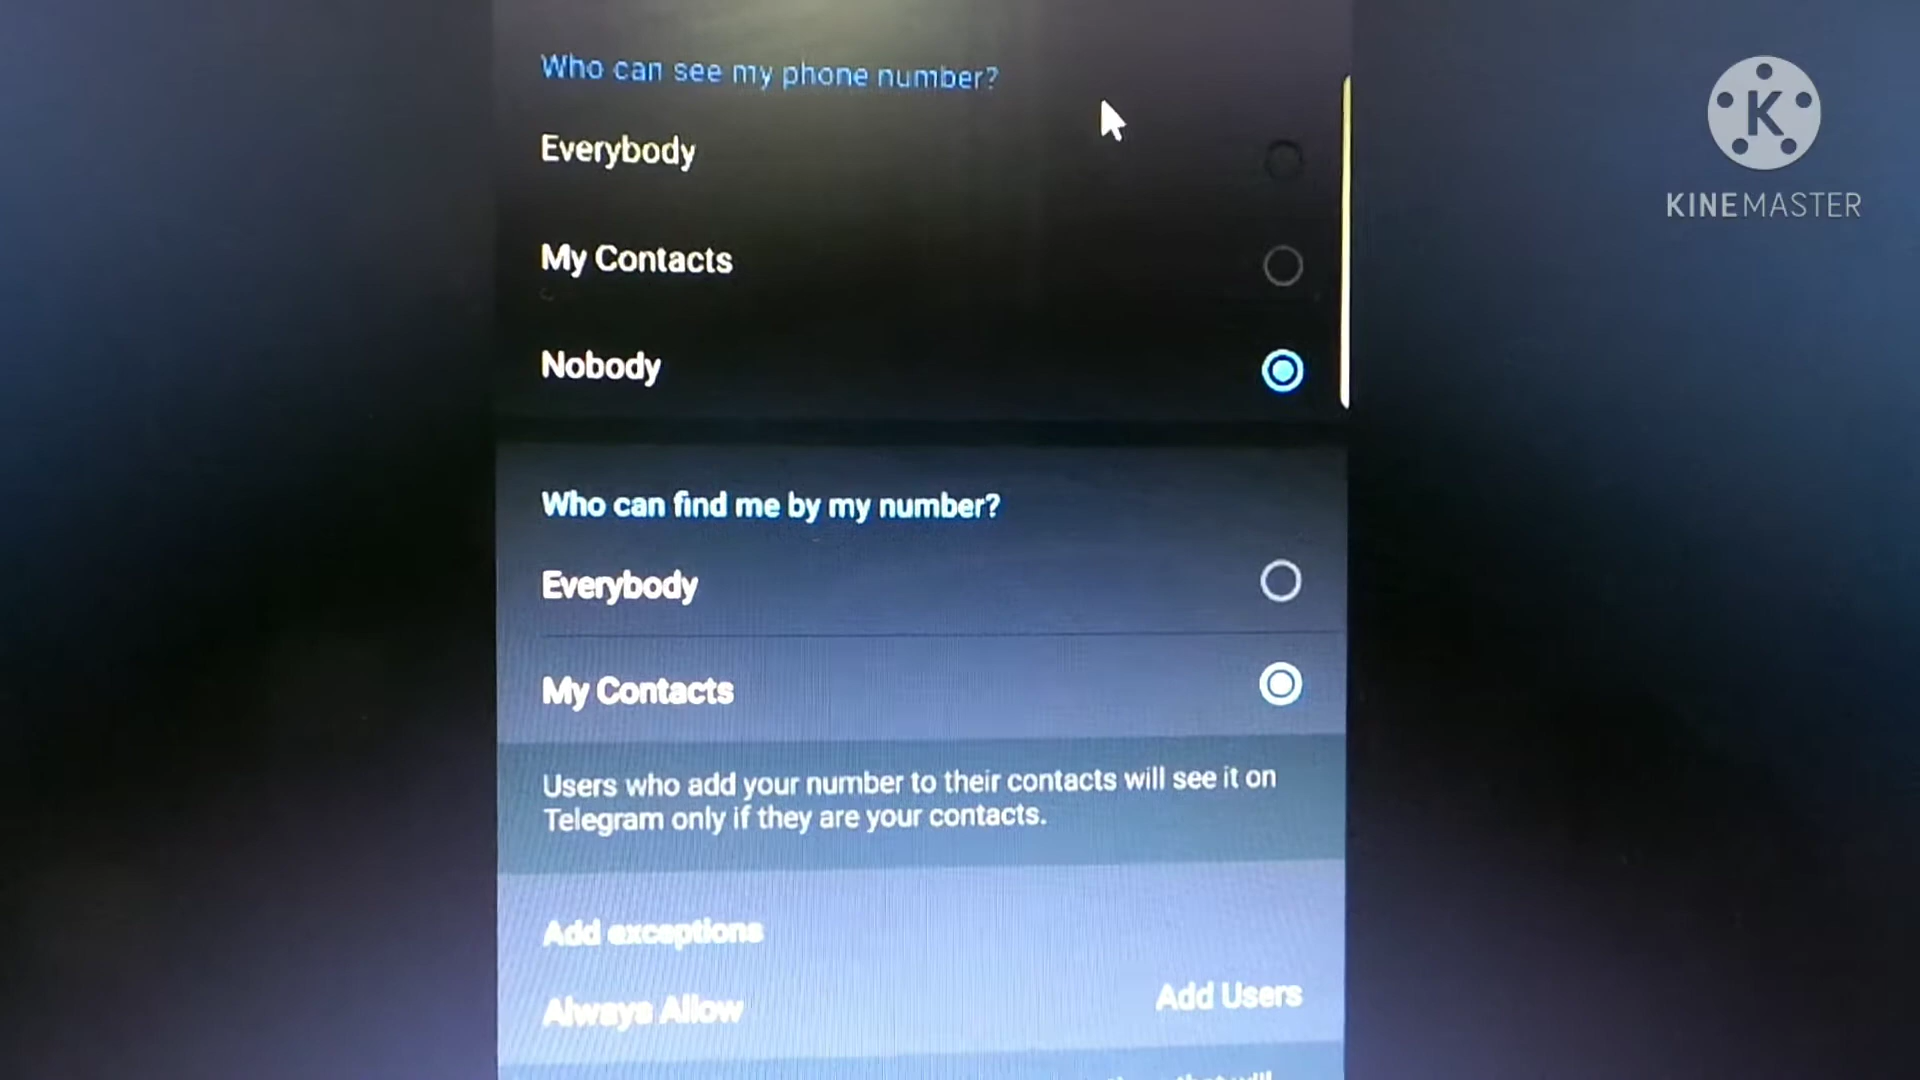 Who can see my phone number?
Everybody
My Contacts
Nobody
Who can find me by my number?
Everybody
My Contacts
Users who add your number to their contacts will see it on
Telegram only if they are your contacts.
Add exceptions
Always Allow
Add Users
that will
K
KINEMASTER